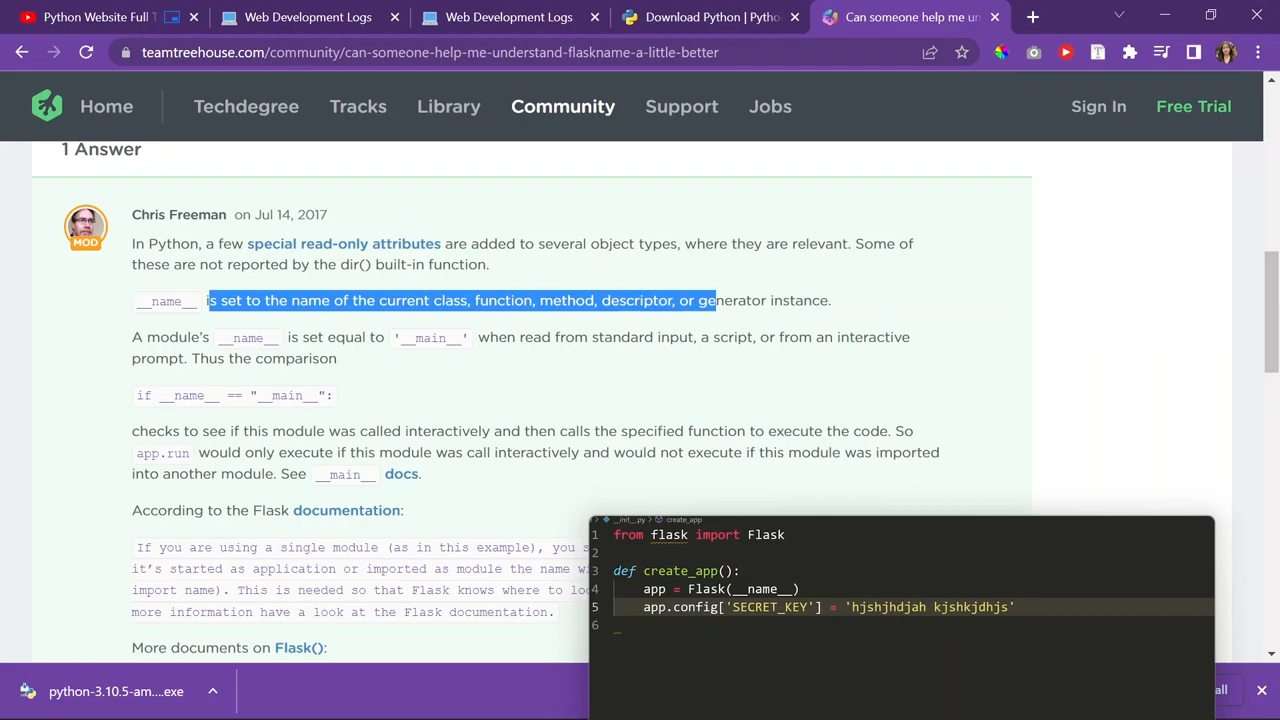 Python Website Full T
Web Development Logs
Web Development Logs
Download Python | Pytho
Can someone help me un
teamtreehouse.com/community/can-someone-help-me-understand-flaskname-a-little-better
Home Techdegree Tracks Library Community Support Jobs Sign In Free Trial
1 Answer
MOD
Chris Freeman on Jul 14, 2017
In Python, a few special read-only attributes are added to several object types, where they are relevant. Some of
these are not reported by the dir() built-in function.
__name__ is set to the name of the current class, function, method, descriptor, or generator instance.
A module's __name__ is set equal to '__main__' when read from standard input, a script, or from an interactive
prompt. Thus the comparison
if __name__ == "__main__":
checks to see if this module was called interactively and then calls the specified function to execute the code. So
app.run would only execute if this module was call interactively and would not execute if this module was imported
into another module. See __main__ docs.
According to the Flask documentation:
If you are using a single module (as in this example), you s
it's started as application or imported as module the name w
import name). This is needed so that Flask knows where to lo
more information have a look at the Flask documentation.
More documents on Flask():
__init__.py > create_app
1 from flask import Flask
2
3 def create_app():
4 app = Flask(__name__)
5 app.config['SECRET_KEY'] = 'hjshjhdjah kjshkjdhjs'
6
python-3.10.5-am....exe
all